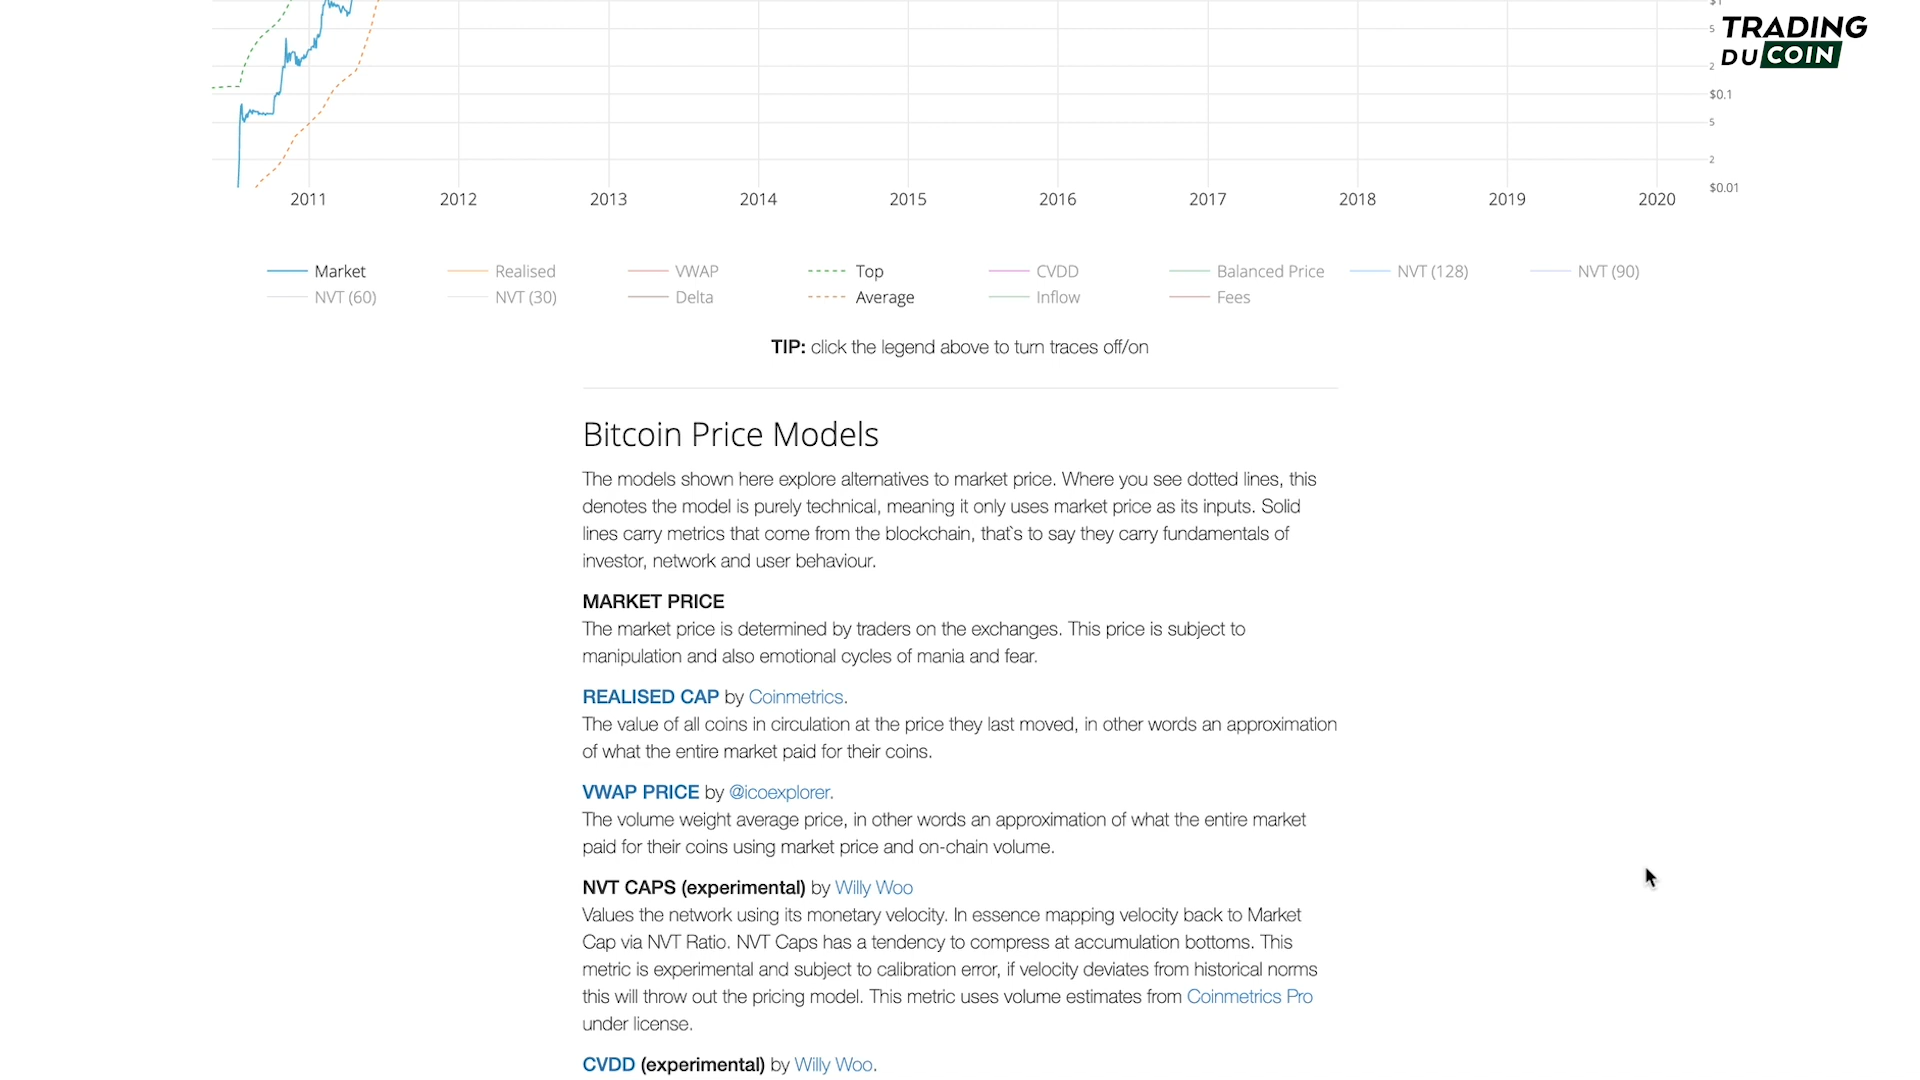 $1
5
TRADING
DU COIN
2
$0.1
5
2
$0.01
2011 2012 2013 2014 2015 2016 2017 2018 2019 2020
Market Realised VWAP Top CVDD Balanced Price NVT (128) NVT (90)
NVT (60) NVT (30) Delta Average Inflow Fees
TIP: click the legend above to turn traces off/on
Bitcoin Price Models
The models shown here explore alternatives to market price. Where you see dotted lines, this
denotes the model is purely technical, meaning it only uses market price as its inputs. Solid
lines carry metrics that come from the blockchain, that`s to say they carry fundamentals of
investor, network and user behaviour.
MARKET PRICE
The market price is determined by traders on the exchanges. This price is subject to
manipulation and also emotional cycles of mania and fear.
REALISED CAP by Coinmetrics.
The value of all coins in circulation at the price they last moved, in other words an approximation
of what the entire market paid for their coins.
VWAP PRICE by @icoexplorer.
The volume weight average price, in other words an approximation of what the entire market
paid for their coins using market price and on-chain volume.
NVT CAPS (experimental) by Willy Woo
Values the network using its monetary velocity. In essence mapping velocity back to Market
Cap via NVT Ratio. NVT Caps has a tendency to compress at accumulation bottoms. This
metric is experimental and subject to calibration error, if velocity deviates from historical norms
this will throw out the pricing model. This metric uses volume estimates from Coinmetrics Pro
under license.
CVDD (experimental) by Willy Woo.